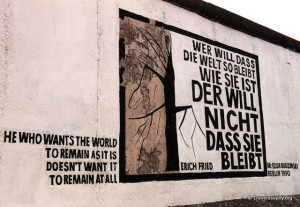 WER WILL DASS
DIE WELT SO BLEIBT
WIE SIE IST
DER WILL
NICHT
DASS SIE
BLEIBT
ERICH FRIED
HE WHO WANTS THE WORLD
TO REMAIN AS IT IS
DOESN'T WANT IT
TO REMAIN AT ALL
BERLIN 1990